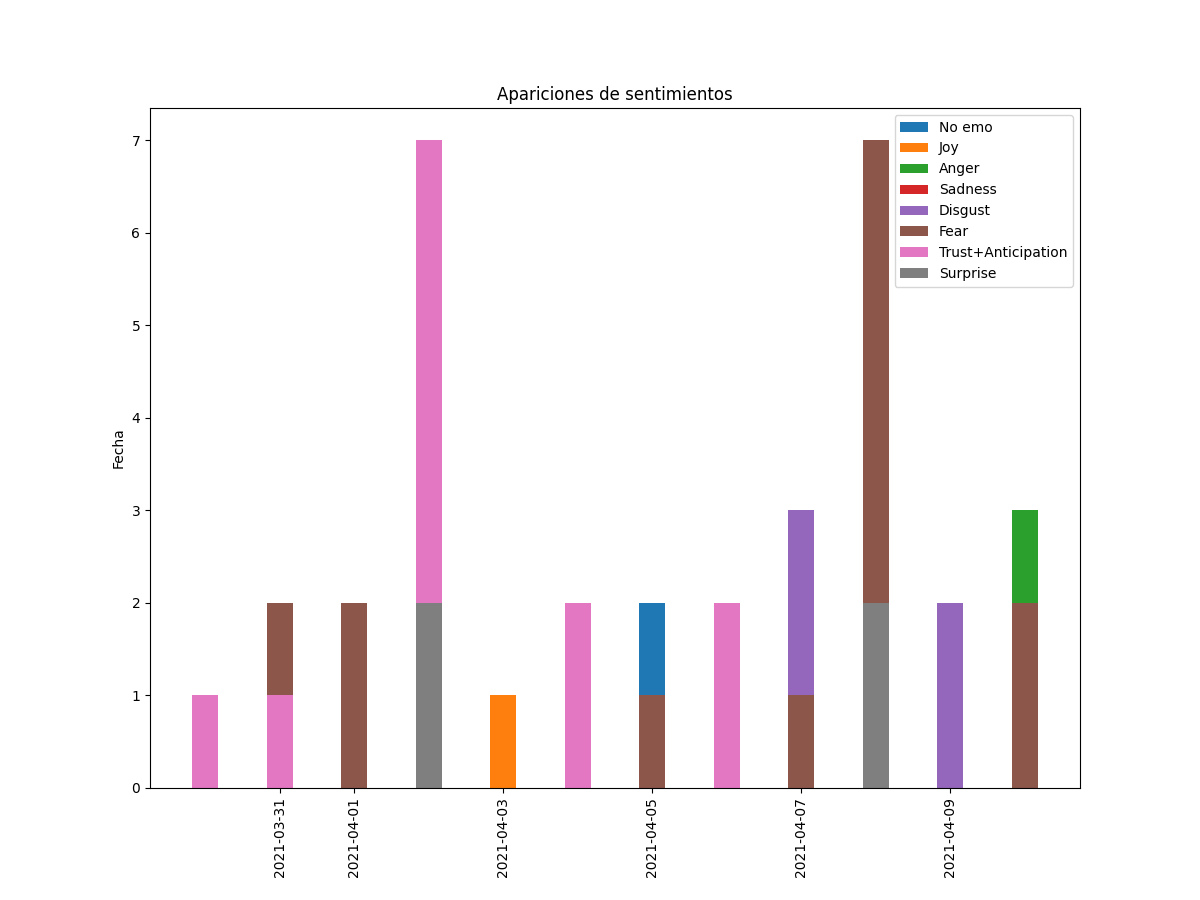 Apariciones de sentimientos
No emo
Joy
Anger
Sadness
Disgust
Fear
Trust+Anticipation
Surprise
Fecha
7
6
5
4
3
2
1
0
2021-03-31
2021-04-01
2021-04-03
2021-04-05
2021-04-07
2021-04-09